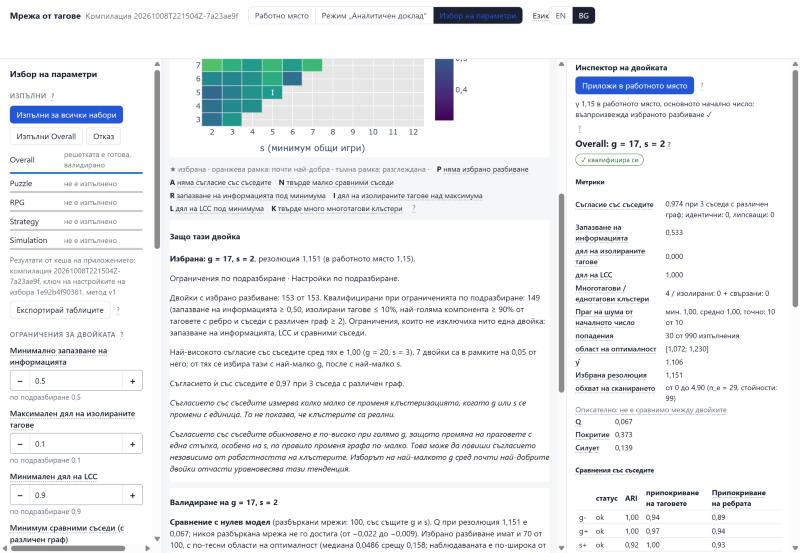 Мрежа от тагове Компилация 20261008T221504Z-7a23ae9f Работно място Режим „Аналитичен доклад“ Избор на параметри Език EN BG
Избор на параметри
ИЗПЪЛНИ ?
Изпълни за всички набори
Изпълни Overall Отказ
Overall решетката е готова, валидирано
Puzzle не е изпълнено
RPG не е изпълнено
Strategy не е изпълнено
Simulation не е изпълнено
Резултати от кеша на приложението:
компилация 20261008T221504Z-
7a23ae9f, ключ на настройките на
избора 1e92b4f90381, метод v1
Експортирай таблиците ?
ОГРАНИЧЕНИЯ ЗА ДВОЙКАТА ?
Минимално запазване на
информацията
− 0.5 +
по подразбиране 0,5
Максимален дял на изолираните
тагове
− 0.1 +
по подразбиране 0,1
Минимален дял на LCC
− 0.9 +
по подразбиране 0,9
Минимум сравними съседи (с
различен граф)
7
6
5
4
3
I
2 3 4 5 6 7 8 9 10 11 12
s (минимум общи игри)
0,4
★ избрана · оранжева рамка: почти най-добра · тъмна рамка: разглеждана · P няма избрано разбиване
A няма съгласие със съседите N твърде малко сравними съседи
R запазване на информацията под минимума I дял на изолираните тагове над максимума
L дял на LCC под минимума K твърде много многотагови клъстери ?
Защо тази двойка
Избрана: g = 17, s = 2, резолюция 1,151 (в работното място 1,15).
Ограничения по подразбиране · Настройки по подразбиране.
Двойки с избрано разбиване: 153 от 153. Квалифицирани при ограниченията по подразбиране: 149
(запазване на информацията ≥ 0,50, изолирани тагове ≤ 10%, най-голяма компонента ≥ 90% от
таговете с ребро и съседи с различен граф ≥ 2). Ограничения, които не изключиха нито една двойка:
запазване на информацията, LCC и сравними съседи.
Най-високото съгласие със съседите сред тях е 1,00 (g = 20, s = 3). 7 двойки са в рамките на 0,05 от
него; от тях се избира тази с най-малко g, после с най-малко s.
Съгласието ѝ със съседите е 0,97 при 3 съседа с различен граф.
Съгласието със съседите измерва колко малко се променя клъстеризацията, когато g или s се
промени с единица. То не показва, че клъстерите са реални.
Съгласието със съседите обикновено е по-високо при голямо g, защото промяна на праговете с
една стъпка, особено на s, по правило променя графа по-малко. Това може да повиши съгласието
независимо от робастността на клъстерите. Изборът на най-малкото g сред почти най-добрите
двойки отчасти уравновесява тази тенденция.
Валидиране на g = 17, s = 2
Сравнение с нулев модел (разбъркани мрежи: 100, със същите g и s). Q при резолюция 1,151 е
0,067; никоя разбъркана мрежа не го достига (от −0,022 до −0,009). Избрано разбиване имат и 70 от
100, с по-тесни области на оптималност (медиана 0,0486 срещу 0,158; наблюдаваната е по-широка от
Инспектор на двойката
Приложи в работното място ?
γ 1,15 в работното място, основното начално число:
възпроизвежда избраното разбиване ✓
?
Overall: g = 17, s = 2 ?
✓ квалифицира се
Метрики
Съгласие със съседите 0,974 при 3 съседа с различен граф; идентични: 0, липсващи: 0
Запазване на информацията 0,533
дял на изолираните тагове 0,000
дял на LCC 1,000
Многотагови / еднотагови клъстери 4 / изолирани: 0 + свързани: 0
Праг на шума от началното число мин. 1,00, средно 1,00, точно: 10 от 10
попадения 30 от 990 изпълнения
област на оптималност [1,072; 1,230]
1,106
Избрана резолюция 1,151
обхват на сканирането от 0 до 4,90 (n_e = 29, стойности: 99)
Описателно: не е сравнимо между двойките
Q 0,067
Покритие 0,373
Силует 0,139
Сравнения със съседите
статус ARI припокриване на таговете Припокриване на ребрата
g- ok 1,00 0,94 0,89
g+ ok 1,00 0,97 0,94
s+ ok 0,92 1,00 0,93